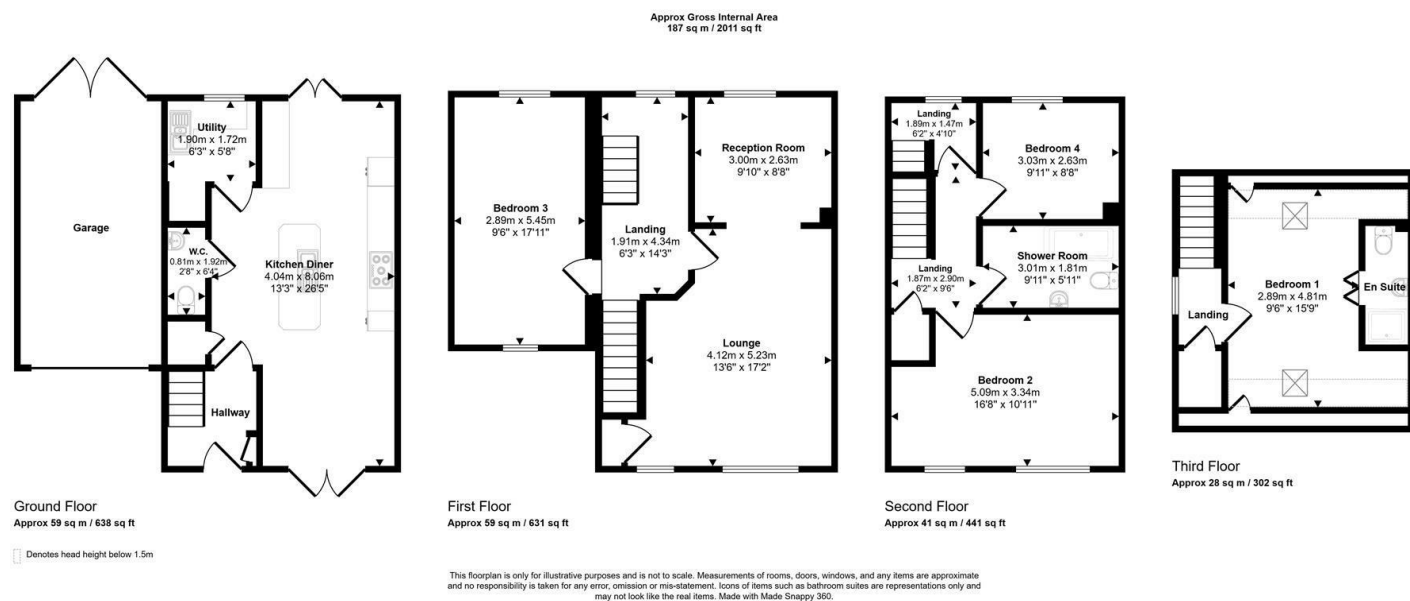 Approx Gross Internal Area
187 sq m / 2011 sq ft
Utility
1.90m x 1.72m
6'3" x 5'8"
Garage
W.C.
0.81m x 1.92m
2'8" x 6'4"
Kitchen Diner
4.04m x 8.06m
13'3" x 26'5"
Hallway
Ground Floor
Approx 59 sq m / 638 sq ft
Denotes head height below 1.5m
Bedroom 3
2.89m x 5.45m
9'6" x 17'11"
Landing
1.91m x 4.34m
6'3" x 14'3"
Reception Room
3.00m x 2.63m
9'10" x 8'8"
Lounge
4.12m x 5.23m
13'6" x 17'2"
First Floor
Approx 59 sq m / 631 sq ft
Landing
1.89m x 1.47m
6'2" x 4'10"
Bedroom 4
3.03m x 2.63m
9'11" x 8'8"
Landing
1.87m x 2.90m
6'2" x 9'6"
Shower Room
3.01m x 1.81m
9'11" x 5'11"
Bedroom 2
5.09m x 3.34m
16'8" x 10'11"
Second Floor
Approx 41 sq m / 441 sq ft
Landing
Bedroom 1
2.89m x 4.81m
9'6" x 15'9"
En Suite
Third Floor
Approx 28 sq m / 302 sq ft
This floorplan is only for illustrative purposes and is not to scale. Measurements of rooms, doors, windows, and any items are approximate
and no responsibility is taken for any error, omission or mis-statement. Icons of items such as bathroom suites are representations only and
may not look like the real items. Made with Made Snappy 360.